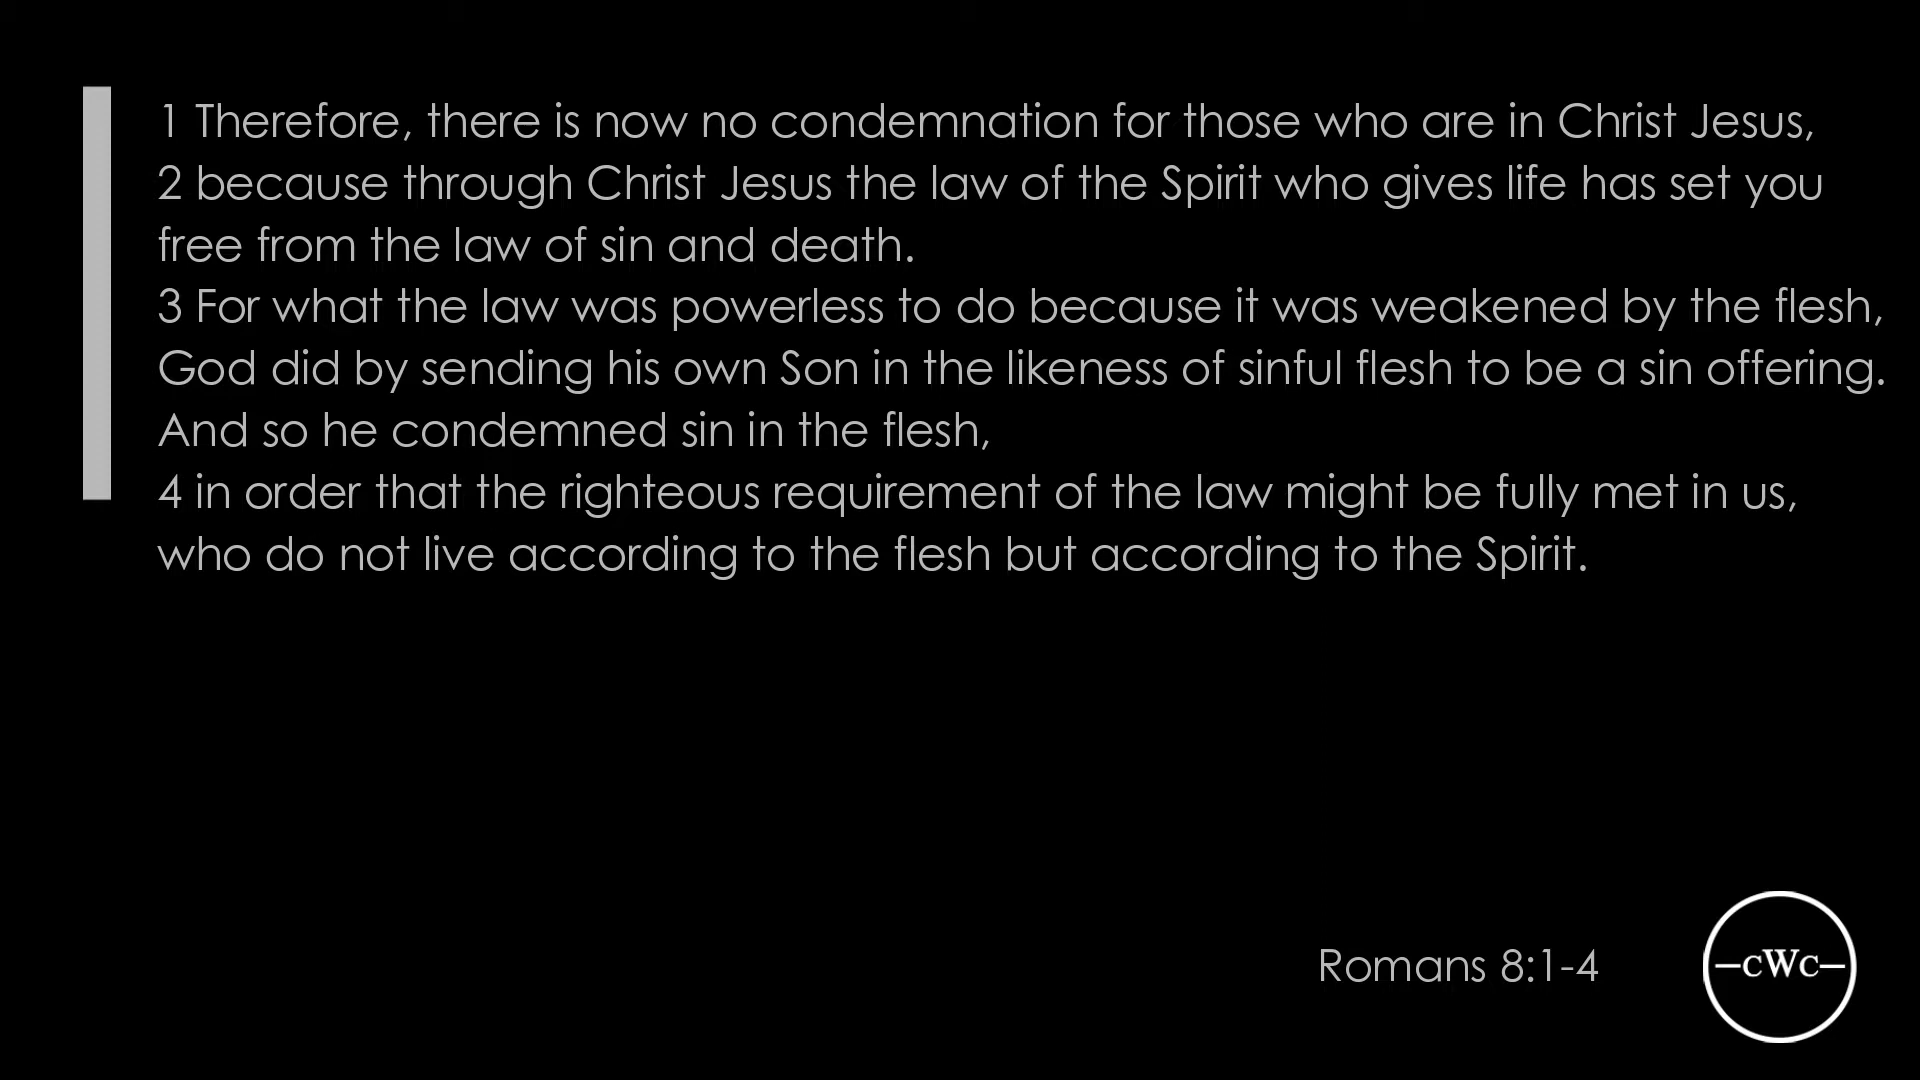 1 Therefore, there is now no condemnation for those who are in Christ Jesus,
2 because through Christ Jesus the law of the Spirit who gives life has set you
free from the law of sin and death.
3 For what the law was powerless to do because it was weakened by the flesh,
God did by sending his own Son in the likeness of sinful flesh to be a sin offering.
And so he condemned sin in the flesh,
4 in order that the righteous requirement of the law might be fully met in us,
who do not live according to the flesh but according to the Spirit.
Romans 8:1-4
cWc